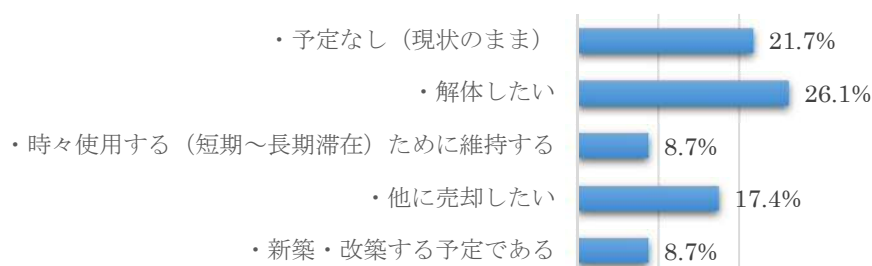 ・予定なし（現状のまま） 21.7%
・解体したい 26.1%
・時々使用する（短期～長期滞在）ために維持する 8.7%
・他に売却したい 17.4%
・新築・改築する予定である 8.7%